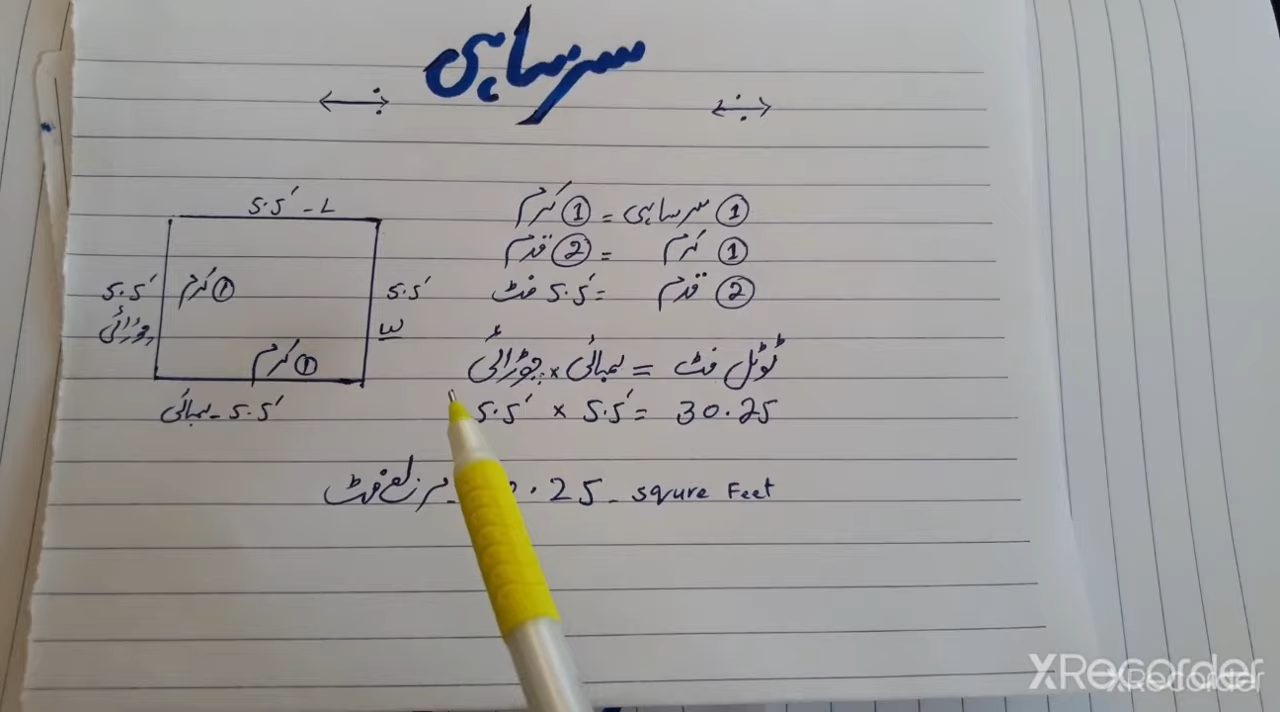 سرساہی
5.5' - L
5.5'
① کرم
5.5'
چوڑائی
W
① کرم
لمبائی - 5.5'
① سرساہی = ① کرم
① کرم = ② قدم
② قدم = 5.5' فٹ
ٹوٹل فٹ = لمبائی × چوڑائی
5.5' × 5.5' = 30.25
مربع فٹ - .25 - squre Feet
XRecorder
XRecorder